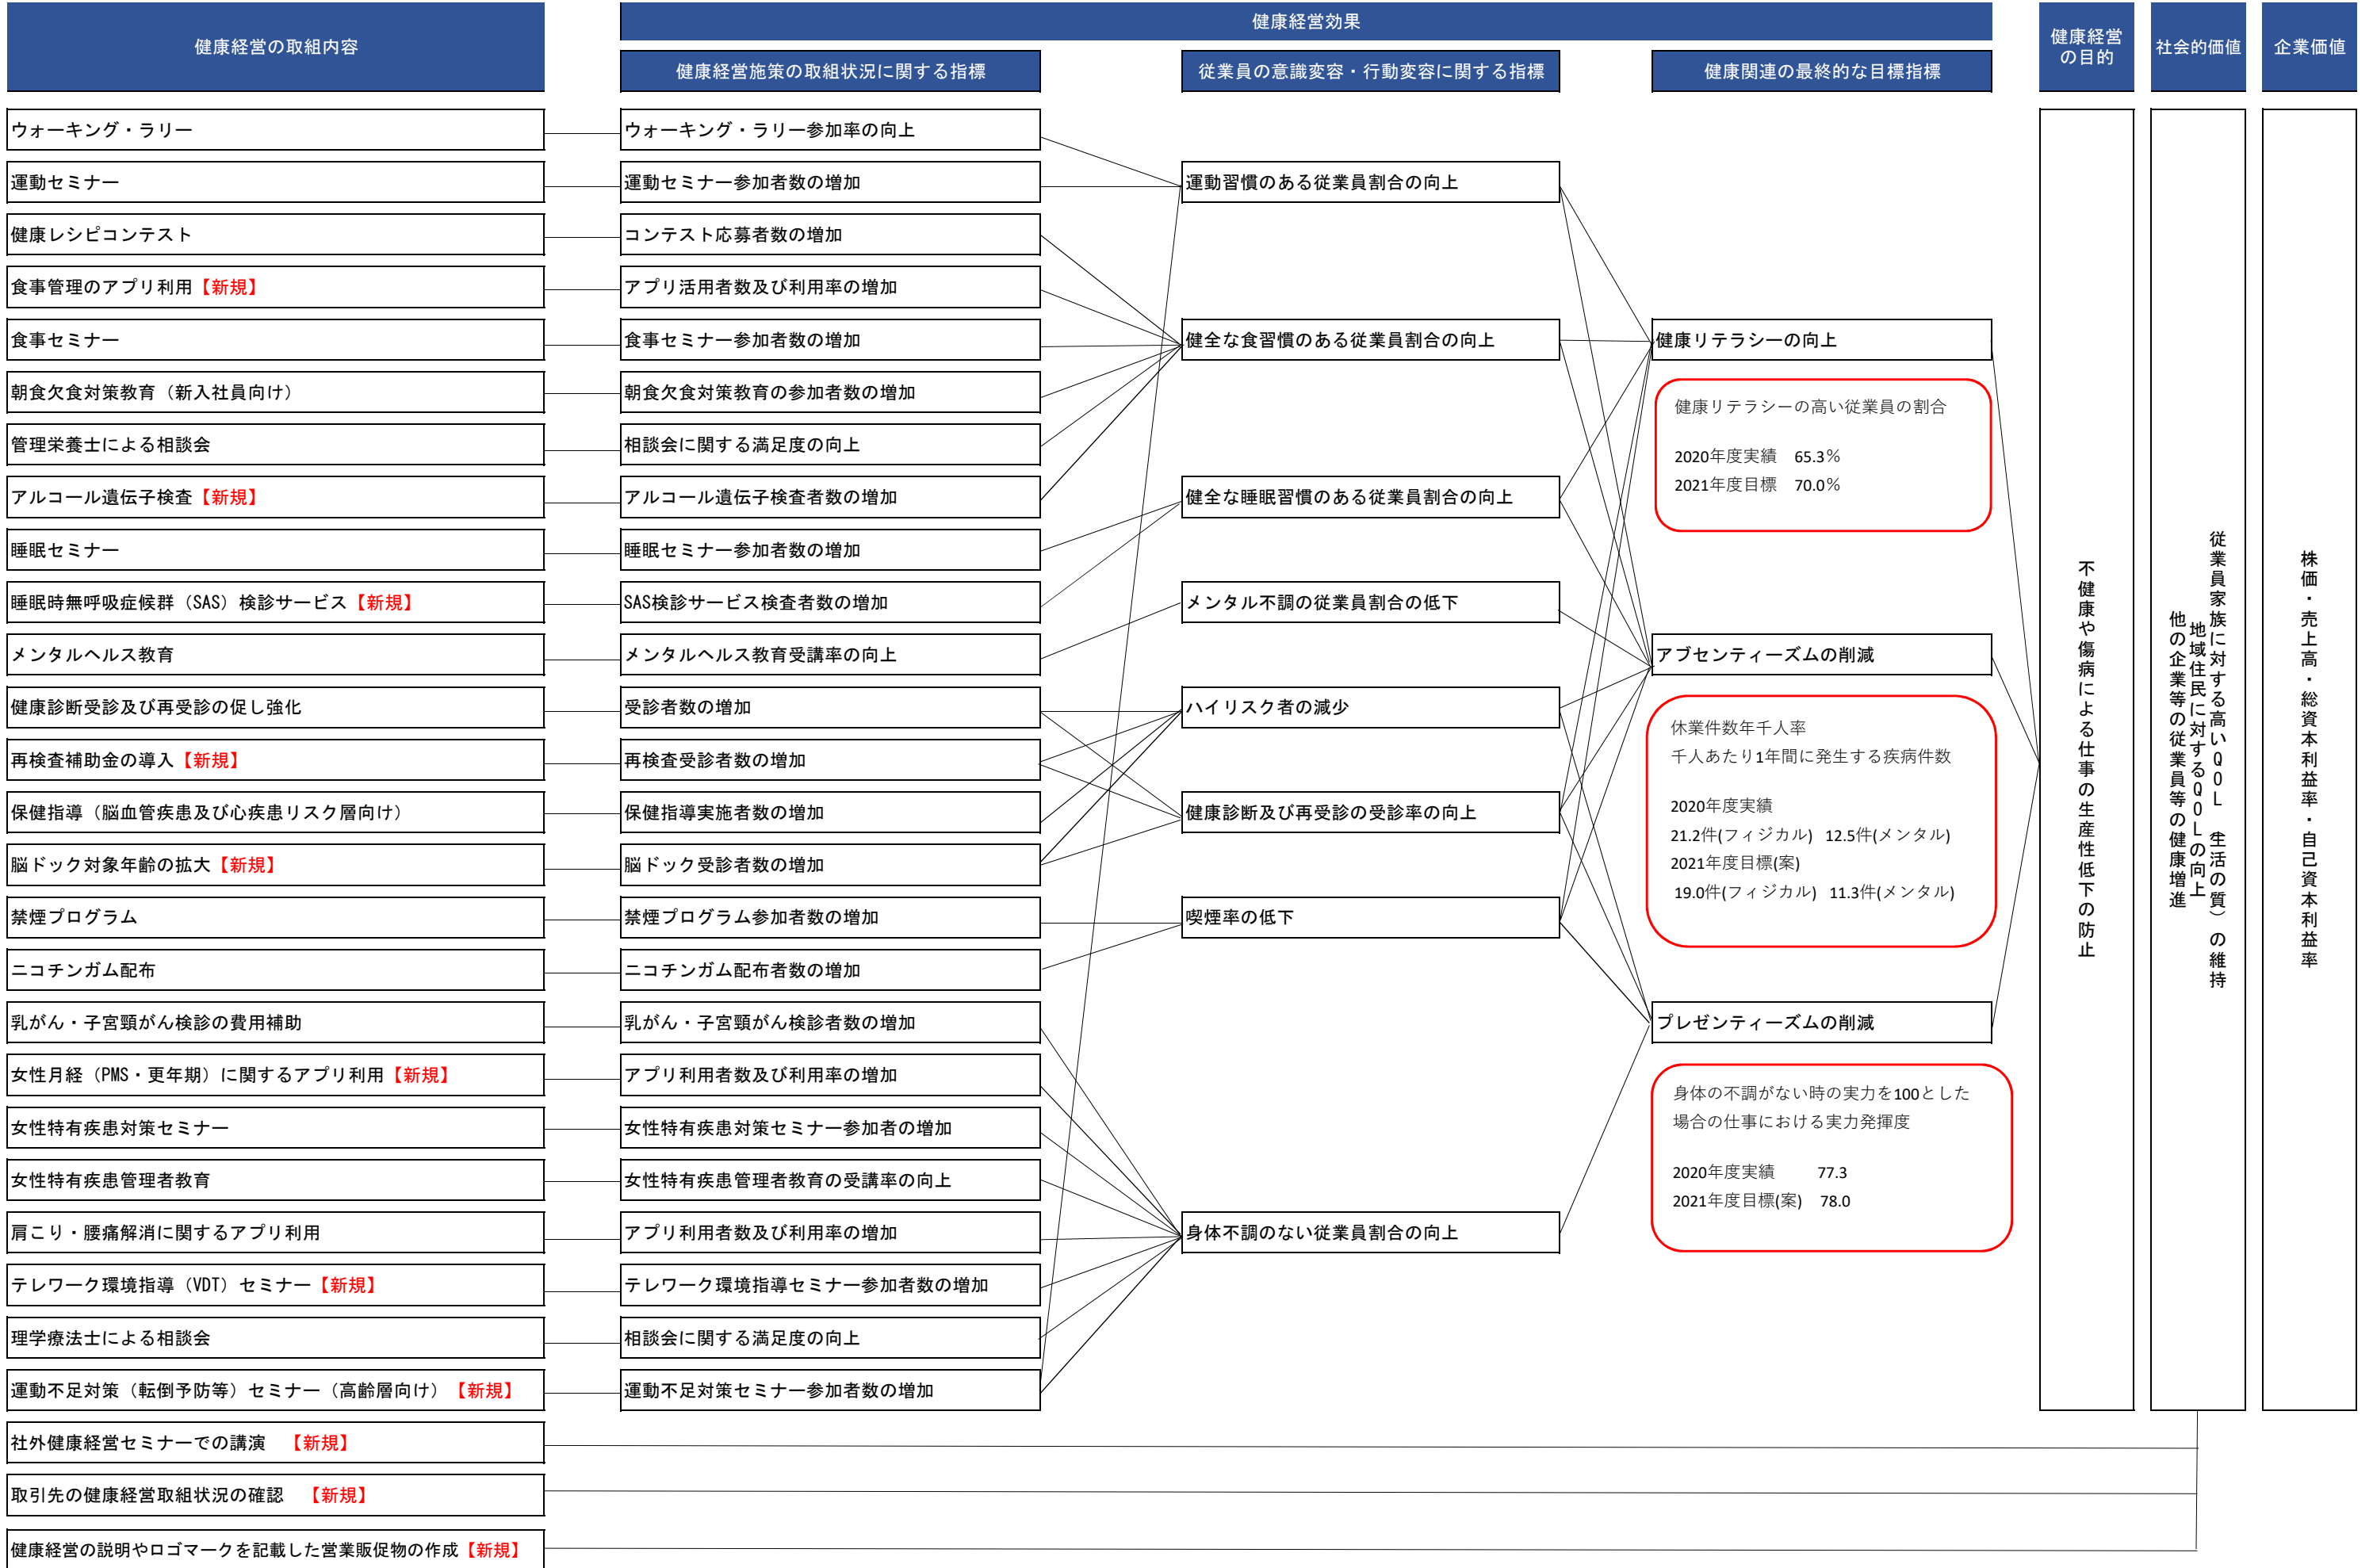 健康経営の取組内容
健康経営効果
健康経営施策の取組状況に関する指標
従業員の意識変容・行動変容に関する指標
健康関連の最終的な目標指標
健康経営
の目的
社会的価値
企業価値
ウォーキング・ラリー
運動セミナー
健康レシピコンテスト
食事管理のアプリ利用【新規】
食事セミナー
朝食欠食対策教育（新入社員向け）
管理栄養士による相談会
アルコール遺伝子検査【新規】
睡眠セミナー
睡眠時無呼吸症候群（SAS）検診サービス【新規】
メンタルヘルス教育
健康診断受診及び再受診の促し強化
再検査補助金の導入【新規】
保健指導（脳血管疾患及び心疾患リスク層向け）
脳ドック対象年齢の拡大【新規】
禁煙プログラム
ニコチンガム配布
乳がん・子宮頸がん検診の費用補助
女性月経（PMS・更年期）に関するアプリ利用【新規】
女性特有疾患対策セミナー
女性特有疾患管理者教育
肩こり・腰痛解消に関するアプリ利用
テレワーク環境指導（VDT）セミナー【新規】
理学療法士による相談会
運動不足対策（転倒予防等）セミナー（高齢層向け）【新規】
社外健康経営セミナーでの講演　【新規】
取引先の健康経営取組状況の確認　【新規】
健康経営の説明やロゴマークを記載した営業販促物の作成【新規】
ウォーキング・ラリー参加率の向上
運動セミナー参加者数の増加
コンテスト応募者数の増加
アプリ活用者数及び利用率の増加
食事セミナー参加者数の増加
朝食欠食対策教育の参加者数の増加
相談会に関する満足度の向上
アルコール遺伝子検査者数の増加
睡眠セミナー参加者数の増加
SAS検診サービス検査者数の増加
メンタルヘルス教育受講率の向上
受診者数の増加
再検査受診者数の増加
保健指導実施者数の増加
脳ドック受診者数の増加
禁煙プログラム参加者数の増加
ニコチンガム配布者数の増加
乳がん・子宮頸がん検診者数の増加
アプリ利用者数及び利用率の増加
女性特有疾患対策セミナー参加者の増加
女性特有疾患管理者教育の受講率の向上
アプリ利用者数及び利用率の増加
テレワーク環境指導セミナー参加者数の増加
相談会に関する満足度の向上
運動不足対策セミナー参加者数の増加
運動習慣のある従業員割合の向上
健全な食習慣のある従業員割合の向上
健全な睡眠習慣のある従業員割合の向上
メンタル不調の従業員割合の低下
ハイリスク者の減少
健康診断及び再受診の受診率の向上
喫煙率の低下
身体不調のない従業員割合の向上
健康リテラシーの向上
健康リテラシーの高い従業員の割合
2020年度実績　65.3％
2021年度目標　70.0％
アブセンティーズムの削減
休業件数年千人率
千人あたり1年間に発生する疾病件数
2020年度実績
21.2件(フィジカル)　12.5件(メンタル)
2021年度目標(案)
19.0件(フィジカル)　11.3件(メンタル)
プレゼンティーズムの削減
身体の不調がない時の実力を100とした
場合の仕事における実力発揮度
2020年度実績　　77.3
2021年度目標(案)　78.0
不健康や傷病による仕事の生産性低下の防止
従業員家族に対する高いQOL（生活の質）の維持
地域住民に対するQOLの向上
他の企業等の従業員等の健康増進
株価・売上高・総資本利益率・自己資本利益率